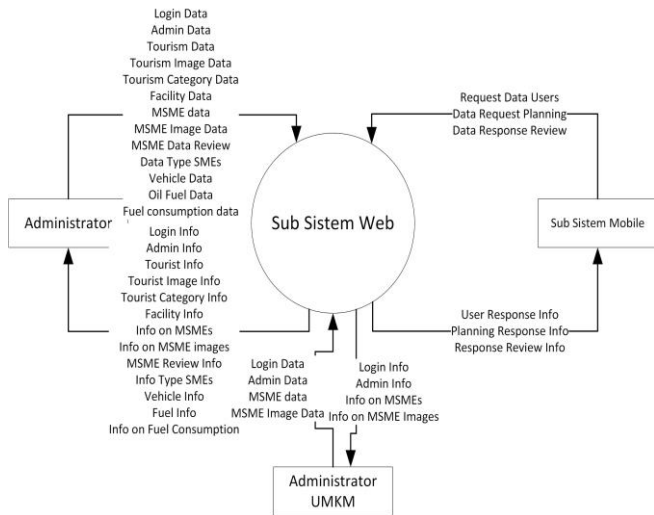 Login Data
Admin Data
Tourism Data
Tourism Image Data
Tourism Category Data
Facility Data
MSME data
MSME Image Data
MSME Data Review
Data Type SMEs
Vehicle Data
Oil Fuel Data
Fuel consumption data
Request Data Users
Data Request Planning
Data Response Review
Administrator
Sub Sistem Web
Sub Sistem Mobile
Login Info
Admin Info
Tourist Info
Tourist Image Info
Tourist Category Info
Facility Info
Info on MSMEs
Info on MSME images
MSME Review Info
Info Type SMEs
Vehicle Info
Fuel Info
Info on Fuel Consumption
User Response Info
Planning Response Info
Response Review Info
Login Data
Admin Data
MSME data
MSME Image Data
Login Info
Admin Info
Info on MSMEs
Info on MSME Images
Administrator
UMKM